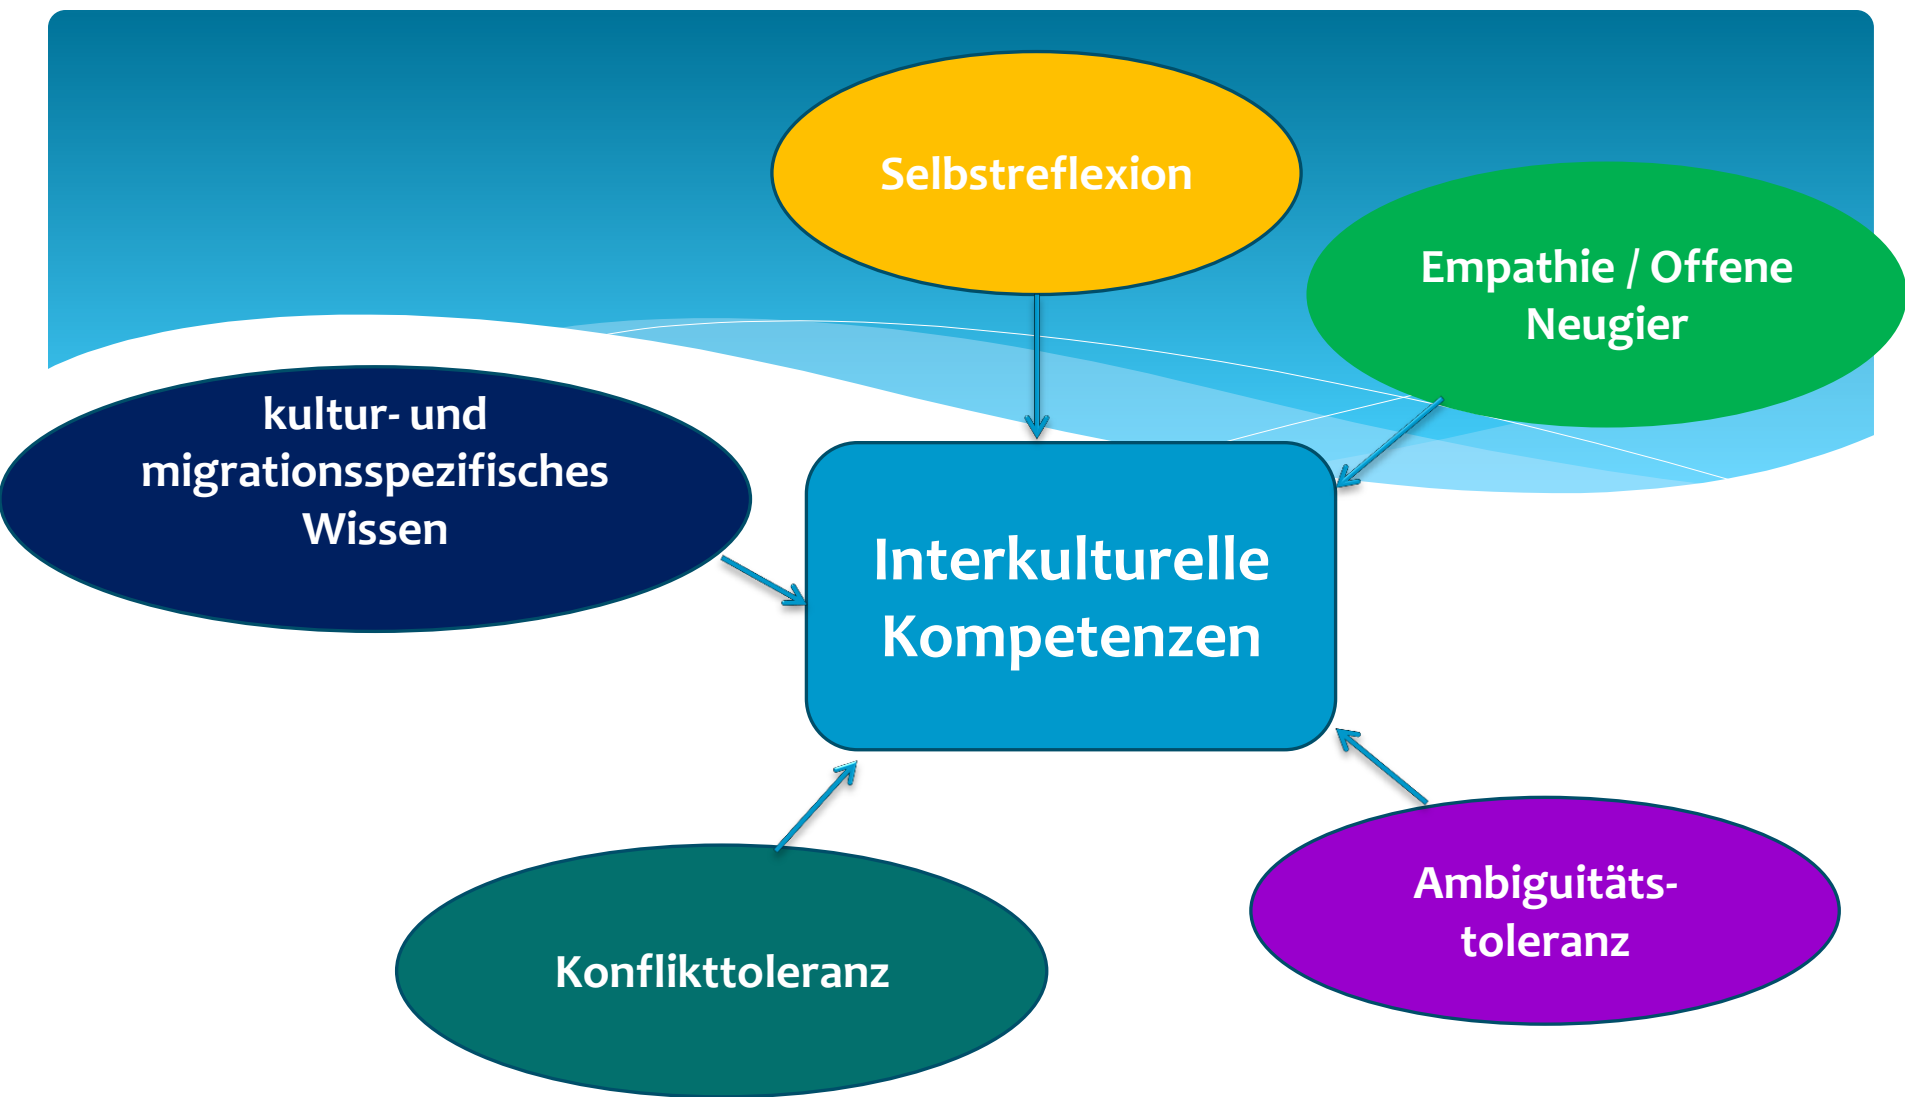 Selbstreflexion
Empathie / Offene
Neugier
kultur- und
migrationsspezifisches
Wissen
Interkulturelle
Kompetenzen
Ambiguitäts-
toleranz
Konflikttoleranz